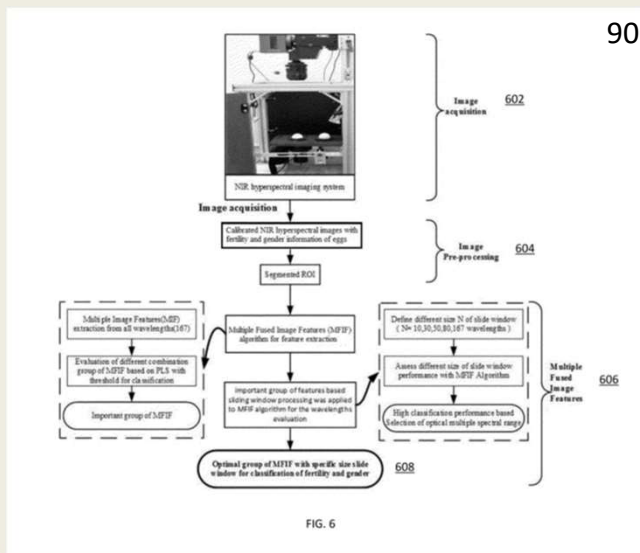 90
Image
acquisition
602
NIR hyperspectral imaging system
Image acquisition
Calibrated NIR hyperspectral images with
fertility and gender information of eggs
Image
Pre-processing
604
Segmented ROI
Multiple Image Features(MIF)
extraction from all wavelengths(167)
Evaluation of different combination
group of MFIF based on PLS with
threshold for classification
Important group of MFIF
Multiple Fused Image Features (MFIF)
algorithm for feature extraction
Important group of features based
sliding window processing was applied
to MFIF algorithm for the wavelengths
evaluation
Define different size N of slide window
( N= 10,30,50,80,167 wavelengths )
Assess different size of slide window
performance with MFIF Algorithm
High classification performance based
Selection of optical multiple spectral range
Multiple
Fused
Image
Features
606
Optimal group of MFIF with specific size slide
window for classification of fertility and gender
608
FIG. 6